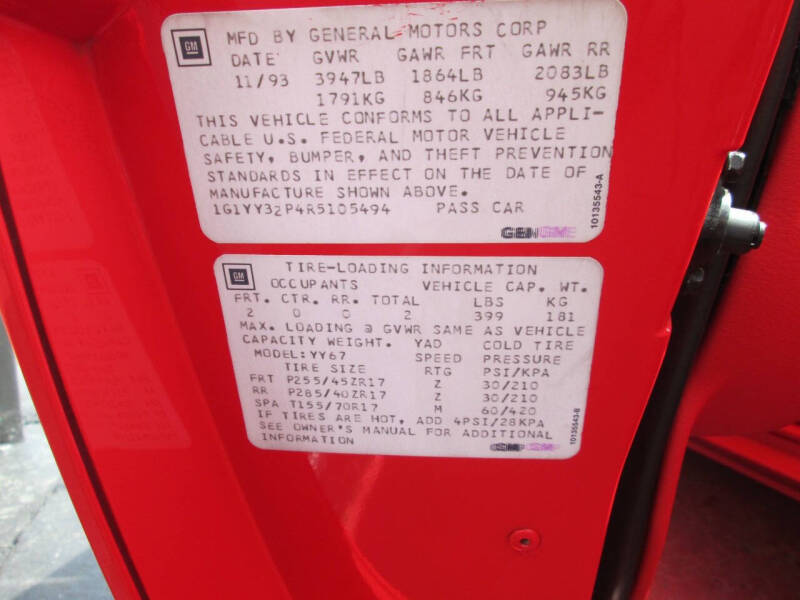 GM
MFD BY GENERAL MOTORS CORP
DATE GVWR GAWR FRT GAWR RR
11/93 3947LB 1864LB 2083LB
1791KG 846KG 945KG
THIS VEHICLE CONFORMS TO ALL APPLI-
CABLE U.S. FEDERAL MOTOR VEHICLE
SAFETY, BUMPER, AND THEFT PREVENTION
STANDARDS IN EFFECT ON THE DATE OF
MANUFACTURE SHOWN ABOVE.
1G1YY32P4R5105494 PASS CAR
10135543-A
GM
TIRE-LOADING INFORMATION
OCCUPANTS VEHICLE CAP. WT.
FRT. CTR. RR. TOTAL LBS KG
2 0 0 2 399 181
MAX. LOADING @ GVWR SAME AS VEHICLE
CAPACITY WEIGHT. YAD COLD TIRE
MODEL:YY67 SPEED PRESSURE
TIRE SIZE RTG PSI/KPA
FRT P255/45ZR17 Z 30/210
RR P285/40ZR17 Z 30/210
SPA T155/70R17 M 60/420
IF TIRES ARE HOT, ADD 4PSI/28KPA
SEE OWNER'S MANUAL FOR ADDITIONAL
INFORMATION
10135543-B